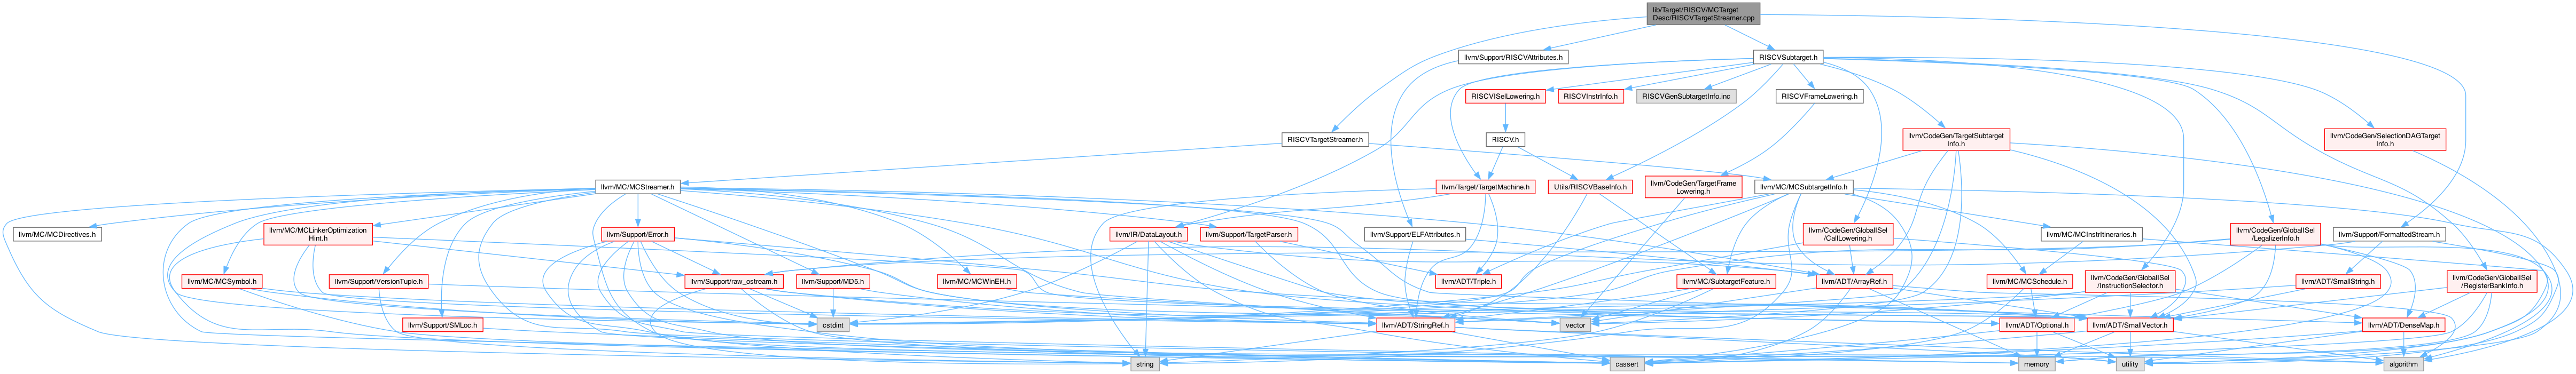 lib/Target/RISCV/MCTarget
Desc/RISCVTargetStreamer.cpp
llvm/Support/RISCVAttributes.h
RISCVSubtarget.h
RISCVISelLowering.h
RISCVInstrInfo.h
RISCVGenSubtargetInfo.inc
RISCVFrameLowering.h
RISCVTargetStreamer.h
RISCV.h
llvm/CodeGen/TargetSubtarget
Info.h
llvm/CodeGen/SelectionDAGTarget
Info.h
llvm/MC/MCStreamer.h
llvm/Target/TargetMachine.h
Utils/RISCVBaseInfo.h
llvm/CodeGen/TargetFrame
Lowering.h
llvm/MC/MCSubtargetInfo.h
llvm/MC/MCDirectives.h
llvm/MC/MCLinkerOptimization
Hint.h
llvm/Support/Error.h
llvm/Support/TargetParser.h
llvm/IR/DataLayout.h
llvm/Support/ELFAttributes.h
llvm/CodeGen/GlobalISel
/CallLowering.h
llvm/MC/MCInstrItineraries.h
llvm/CodeGen/GlobalISel
/LegalizerInfo.h
llvm/Support/FormattedStream.h
llvm/MC/MCSymbol.h
llvm/Support/VersionTuple.h
llvm/Support/raw_ostream.h
llvm/Support/MD5.h
llvm/MC/MCWinEH.h
llvm/ADT/Triple.h
llvm/MC/SubtargetFeature.h
llvm/ADT/ArrayRef.h
llvm/MC/MCSchedule.h
llvm/CodeGen/GlobalISel
/InstructionSelector.h
llvm/ADT/SmallString.h
llvm/CodeGen/GlobalISel
/RegisterBankInfo.h
llvm/Support/SMLoc.h
cstdint
llvm/ADT/StringRef.h
vector
llvm/ADT/Optional.h
llvm/ADT/SmallVector.h
llvm/ADT/DenseMap.h
string
cassert
memory
utility
algorithm